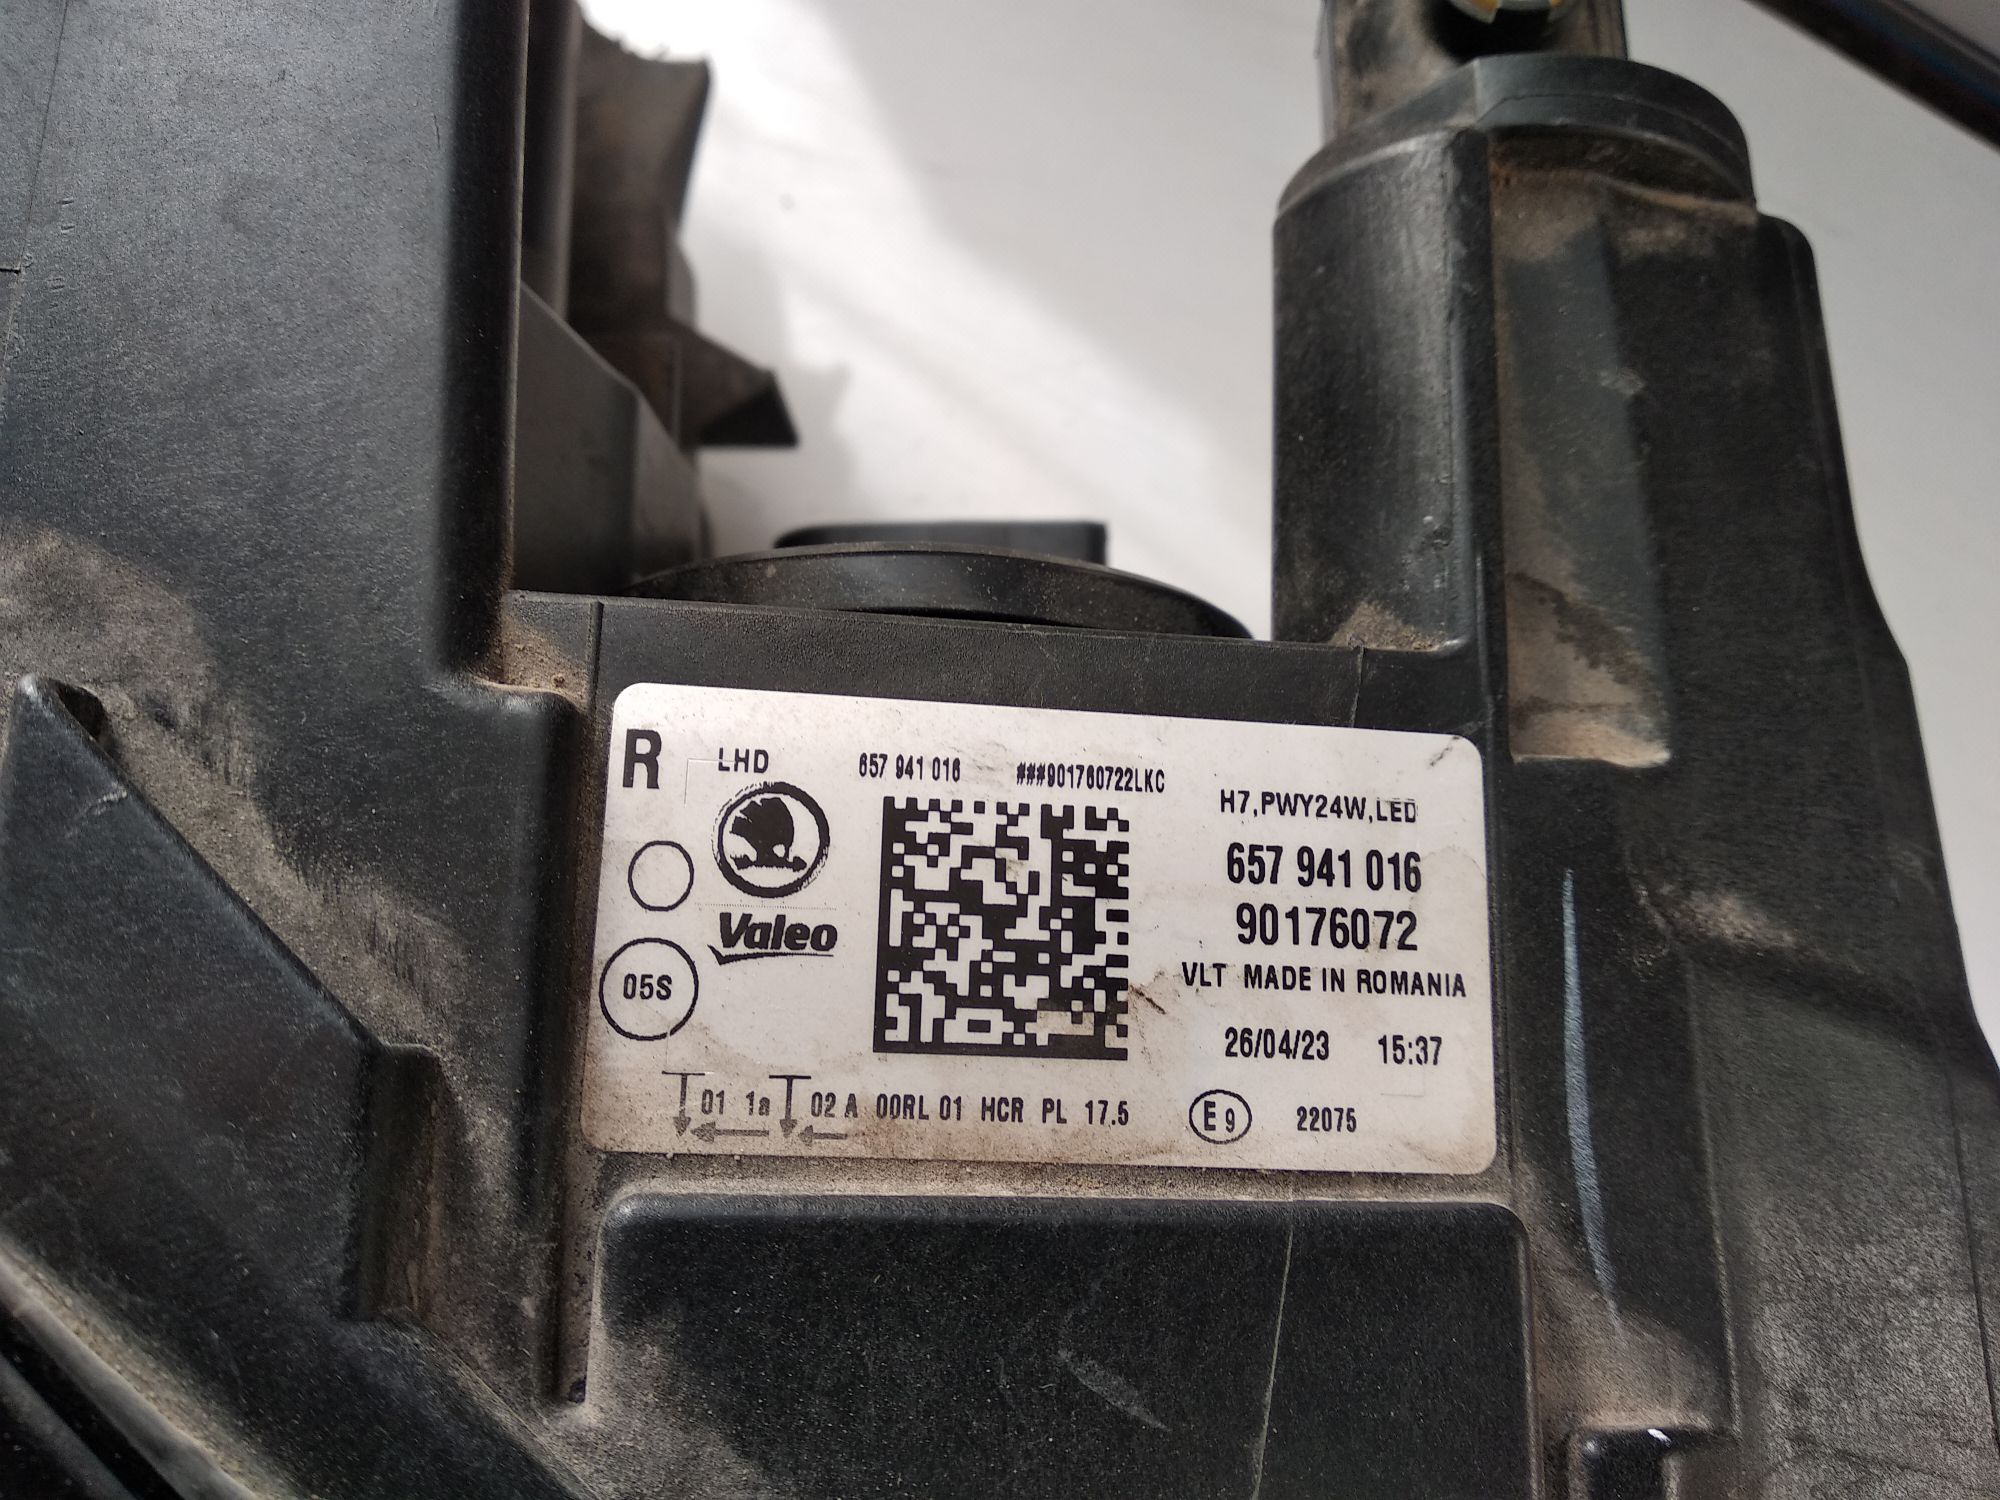 R LHD 657 941 016 ###901760722LKC
H7,PWY24W,LED
657 941 016
Valeo 90176072
VLT MADE IN ROMANIA
05S
26/04/23 15:37
01 1a 02 A 00RL 01 HCR PL 17.5 E9 22075